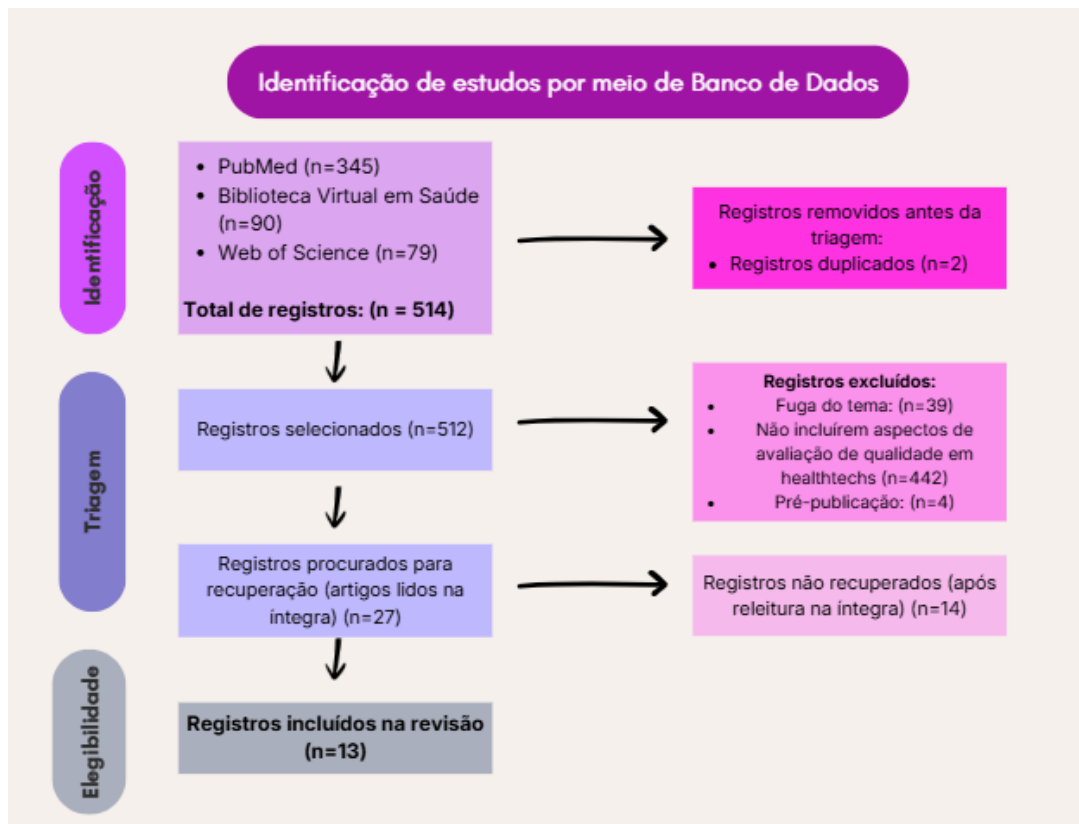 Identificação de estudos por meio de Banco de Dados
Identificação
• PubMed (n=345)
• Biblioteca Virtual em Saúde
(n=90)
• Web of Science (n=79)
Total de registros: (n = 514)
Registros removidos antes da
triagem:
• Registros duplicados (n=2)
Triagem
Registros selecionados (n=512)
Registros excluídos:
• Fuga do tema: (n=39)
• Não incluírem aspectos de
avaliação de qualidade em
healthtechs (n=442)
• Pré-publicação: (n=4)
Registros procurados para
recuperação (artigos lidos na
íntegra) (n=27)
Registros não recuperados (após
releitura na íntegra) (n=14)
Elegibilidade
Registros incluídos na revisão
(n=13)